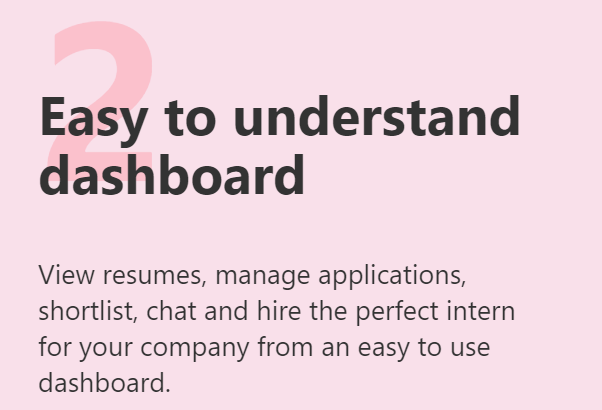 2
Easy to understand
dashboard
View resumes, manage applications,
shortlist, chat and hire the perfect intern
for your company from an easy to use
dashboard.